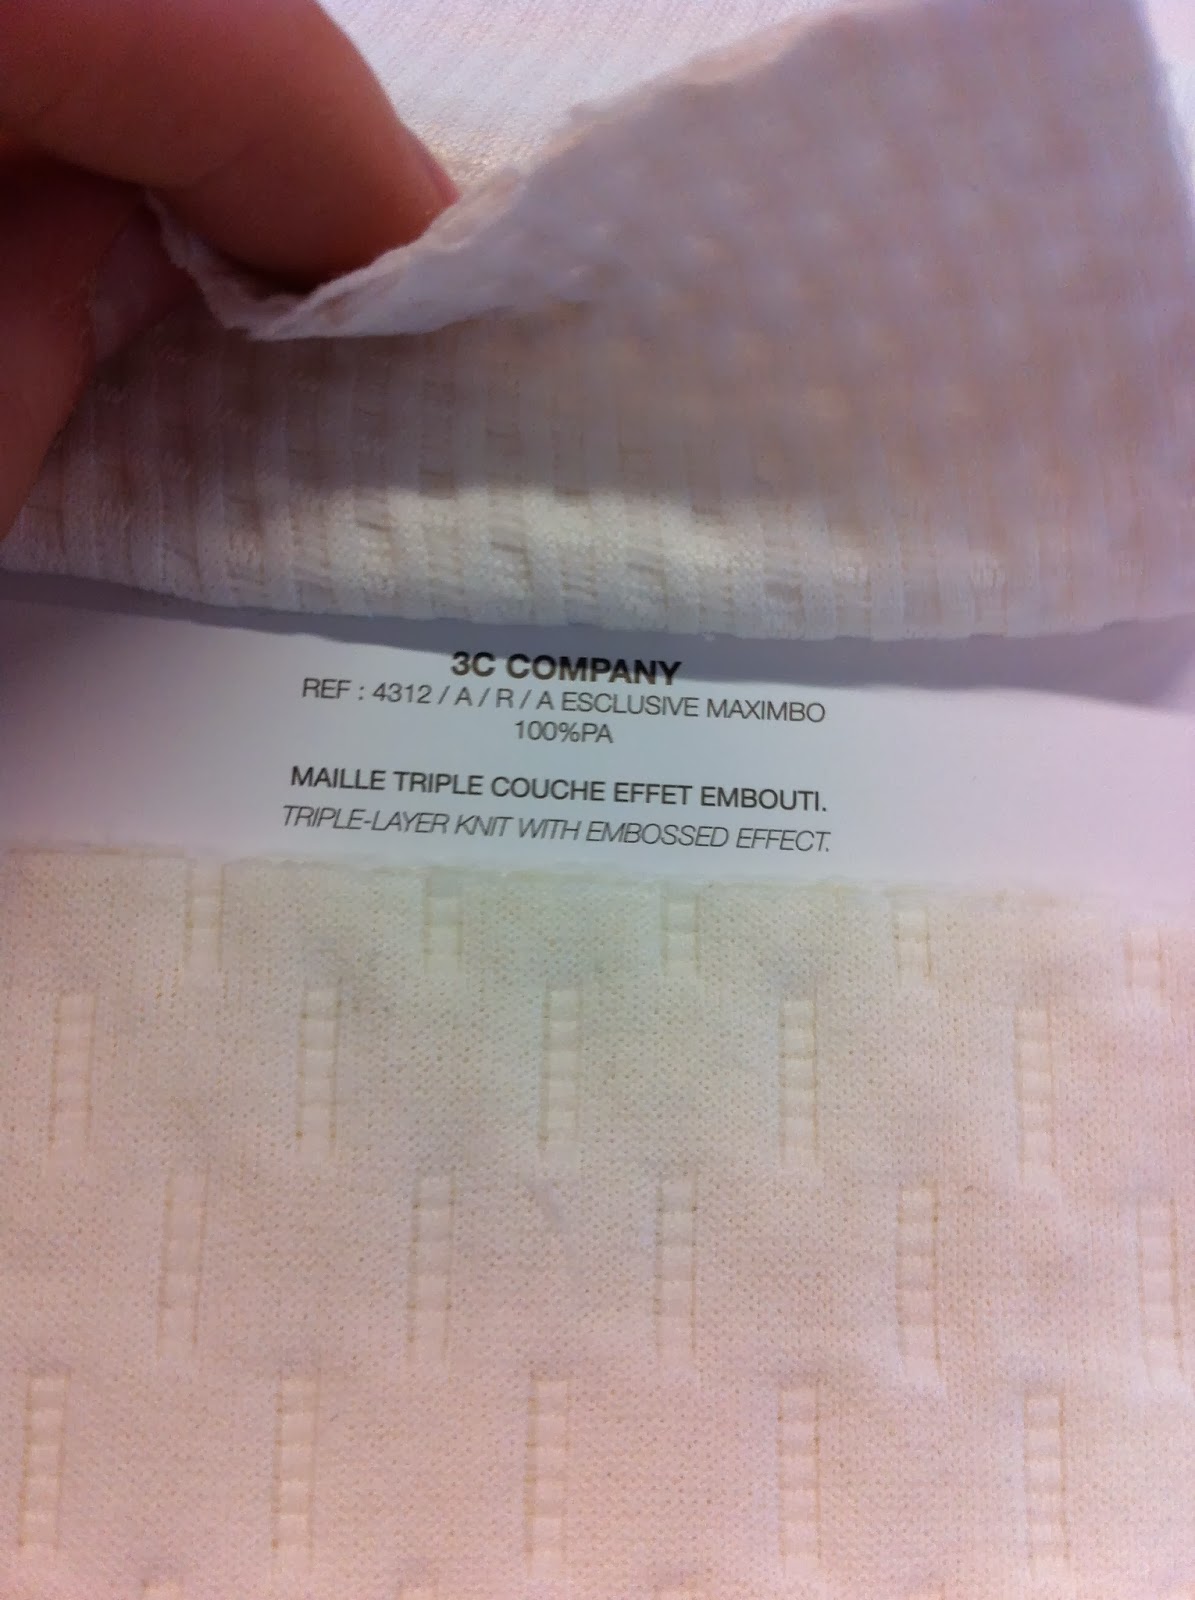 3C COMPANY
REF : 4312 / A / R / A ESCLUSIVE MAXIMBO
100%PA
MAILLE TRIPLE COUCHE EFFET EMBOUTI.
TRIPLE-LAYER KNIT WITH EMBOSSED EFFECT.